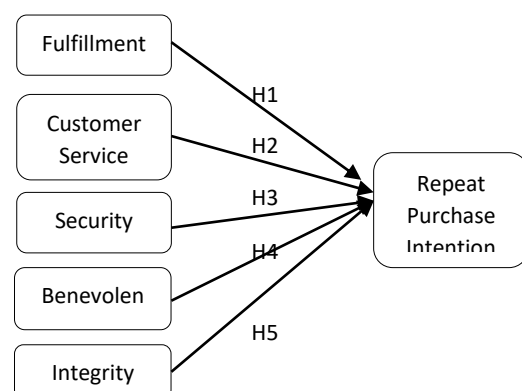 Fulfillment
H1
Customer
Service
H2
Security
H3
Benevolen
H4
Integrity
H5
Repeat
Purchase
Intention